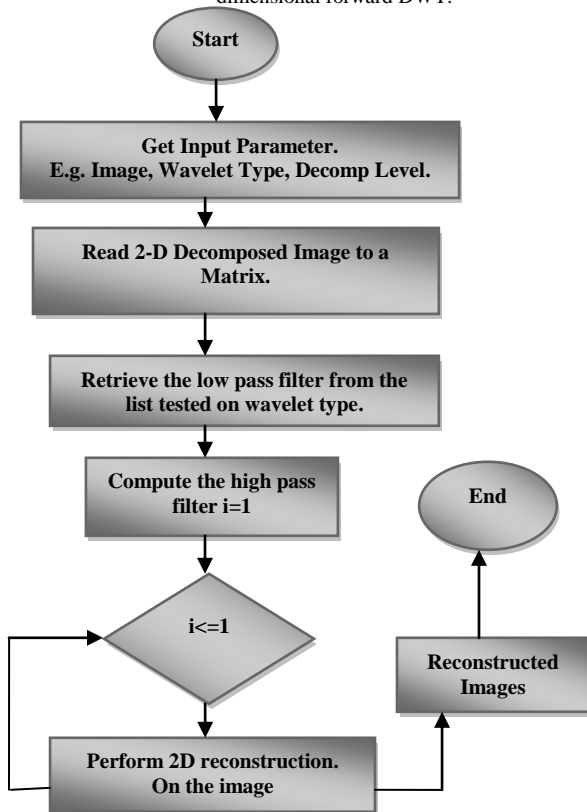 dimensional forward DWT.
Start
Get Input Parameter.
E.g. Image, Wavelet Type, Decomp Level.
Read 2-D Decomposed Image to a
Matrix.
Retrieve the low pass filter from the
list tested on wavelet type.
Compute the high pass
filter i=1
End
i<=1
Reconstructed
Images
Perform 2D reconstruction.
On the image